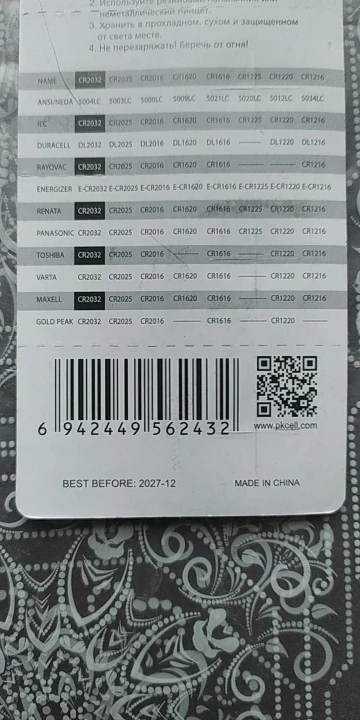 2. Используйте резиновый
неметаллический пинцет.
3. Хранить в прохладном, сухом и защищенном
от света месте.
4. Не перезаряжать! Беречь от огня!
NAME CR2032 CR2025 CR2016 CR1620 CR1616 CR1225 CR1220 CR1216
ANSI/NEDA 5004LC 5003LC 5000LC 5009LC 5021LC 5020LC 5012LC 5034LC
IEC CR2032 CR2025 CR2016 CR1620 CR1616 CR1225 CR1220 CR1216
DURACELL DL2032 DL2025 DL2016 DL1620 DL1616 —— DL1220 DL1216
RAYOVAC CR2032 CR2025 CR2016 CR1620 CR1616 —— —— CR1216
ENERGIZER E-CR2032 E-CR2025 E-CR2016 E-CR1620 E-CR1616 E-CR1225 E-CR1220 E-CR1216
RENATA CR2032 CR2025 CR2016 CR1620 CR1616 CR1225 CR1220 CR1216
PANASONIC CR2032 CR2025 CR2016 CR1620 CR1616 CR1225 CR1220 CR1216
TOSHIBA CR2032 CR2025 CR2016 —— CR1616 —— CR1220 CR1216
VARTA CR2032 CR2025 CR2016 CR1620 CR1616 —— CR1220 CR1216
MAXELL CR2032 CR2025 CR2016 CR1620 CR1616 —— CR1220 CR1216
GOLD PEAK CR2032 CR2025 CR2016 —— CR1616 —— CR1220 ——
6 942449 562432
www.pkcell.com
BEST BEFORE: 2027-12 MADE IN CHINA